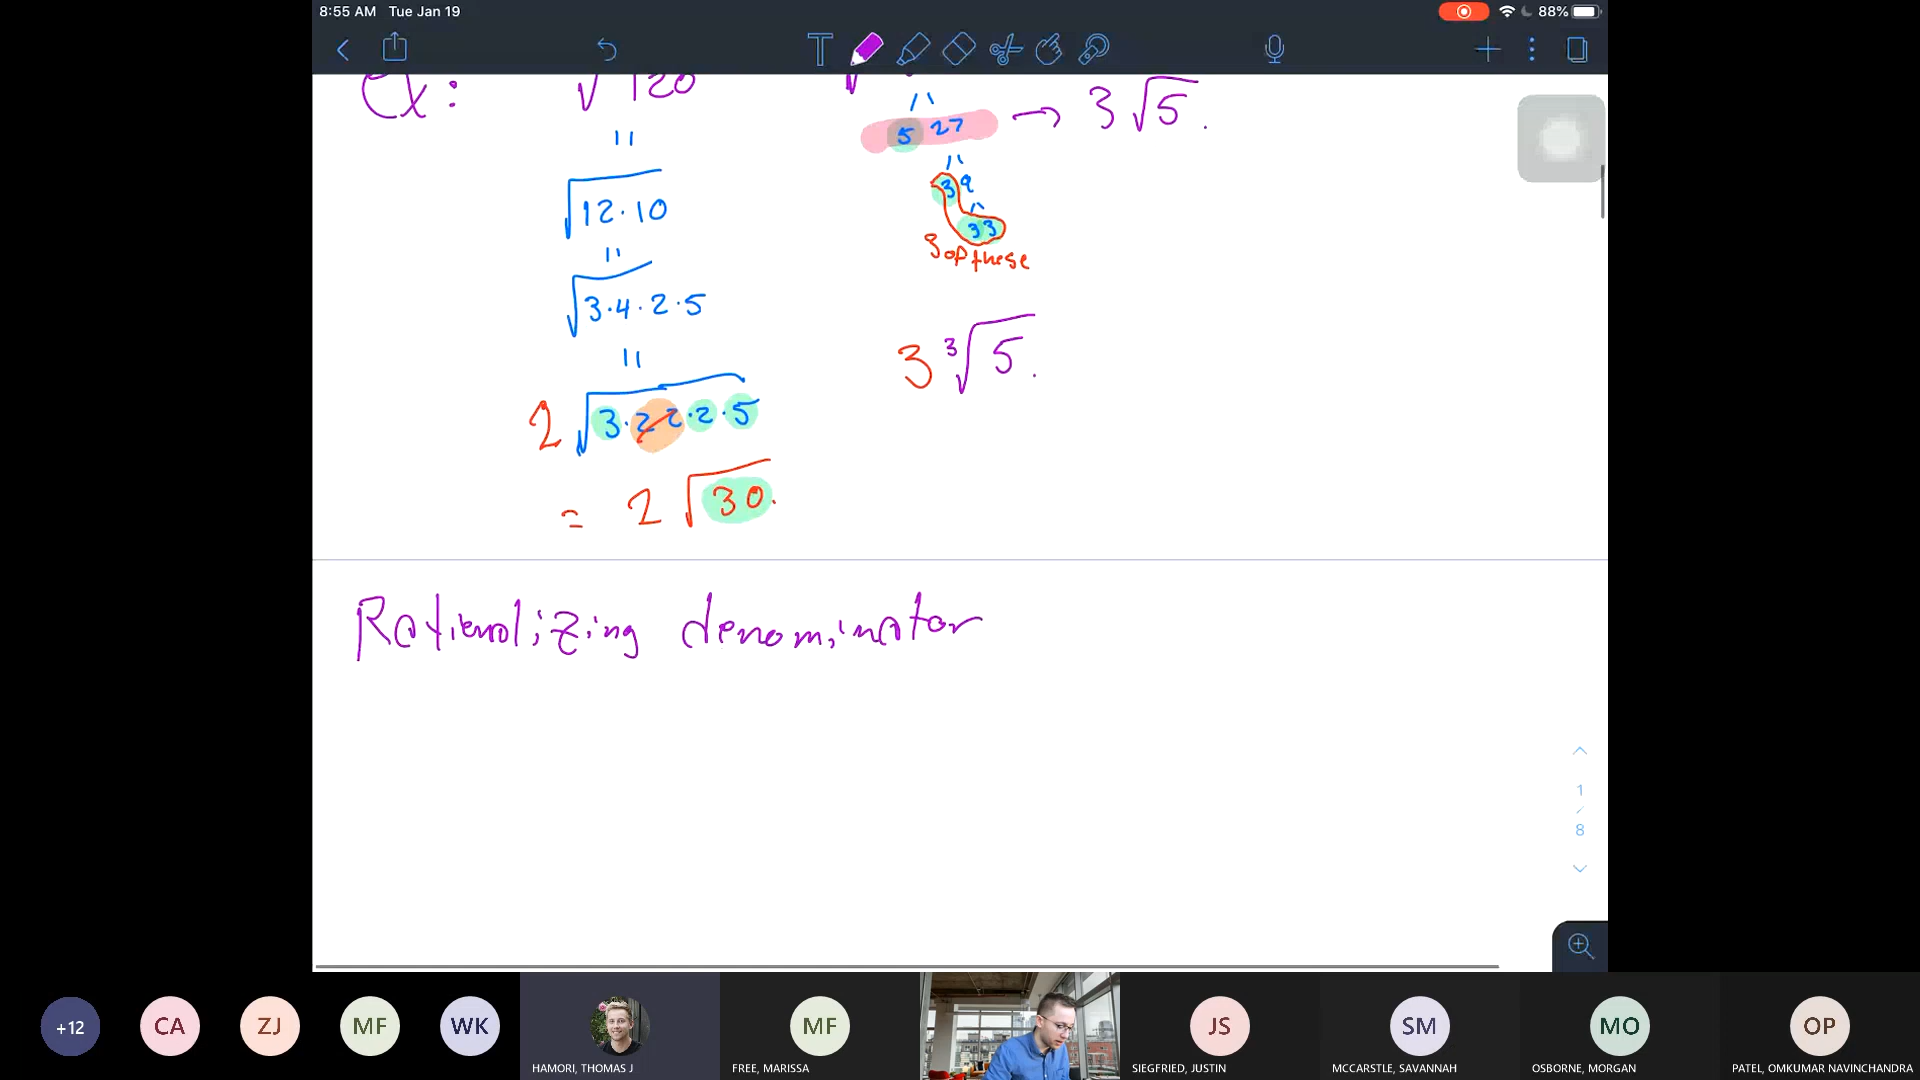 8:55 AM Tue Jan 19
88%
Ex: √120
5 27 → 3√5.
√12·10
3 9
3 3
3 of these
√3·4·2·5
3 ³√5.
2 √3·2 2·2·5
= 2 √30.
Rationalizing denominator
1
/
8
+12
CA
ZJ
MF
WK
HAMORI, THOMAS J
MF
FREE, MARISSA
JS
SIEGFRIED, JUSTIN
SM
MCCARSTLE, SAVANNAH
MO
OSBORNE, MORGAN
OP
PATEL, OMKUMAR NAVINCHANDRA